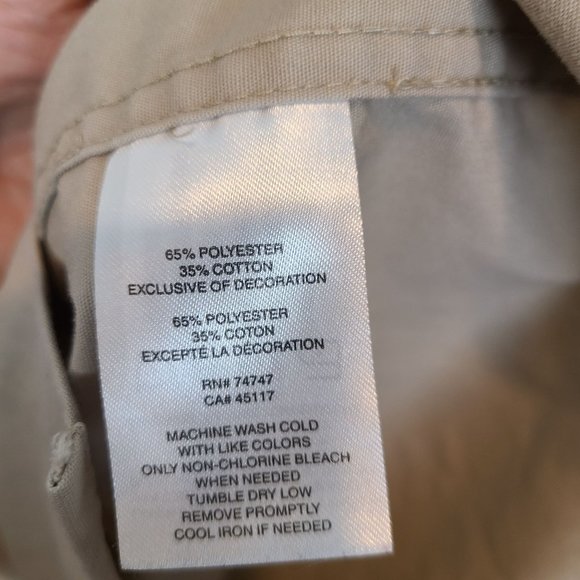 65% POLYESTER
35% COTTON
EXCLUSIVE OF DECORATION
65% POLYESTER
35% COTON
EXCEPTÉ LA DÉCORATION
RN# 74747
CA# 45117
MACHINE WASH COLD
WITH LIKE COLORS
ONLY NON-CHLORINE BLEACH
WHEN NEEDED
TUMBLE DRY LOW
REMOVE PROMPTLY
COOL IRON IF NEEDED